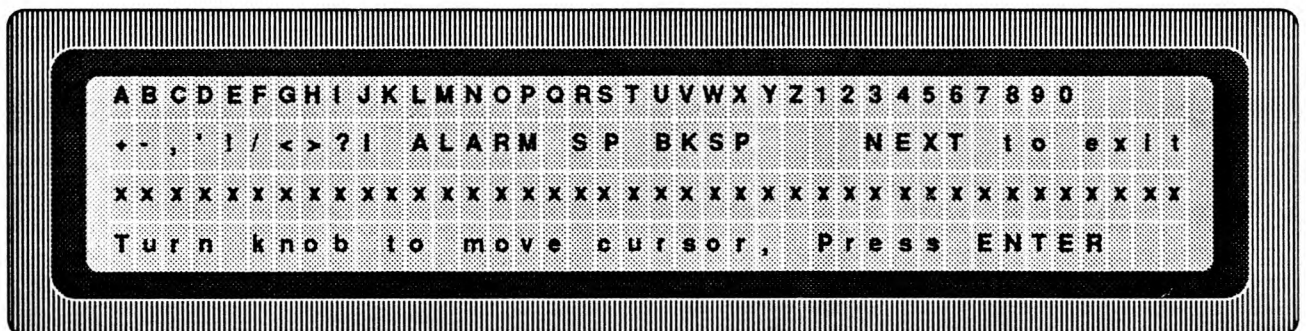 ABCDEFGHIJKLMNOPQRSTUVWXYZ1234567890
+-,'!/<>?! ALARM SP BKSP NEXT to exit
xxxxxxxxxxxxxxxxxxxxxxxxxxxxxxxxxxxxxxxx
Turn knob to move cursor, Press ENTER